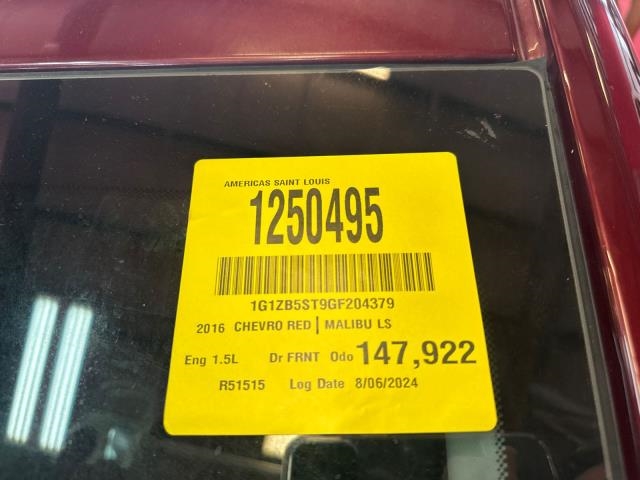 AMERICAS SAINT LOUIS
1250495
1G1ZB5ST9GF204379
2016 CHEVRO RED | MALIBU LS
Eng 1.5L Dr FRNT Odo 147,922
R51515 Log Date 8/06/2024